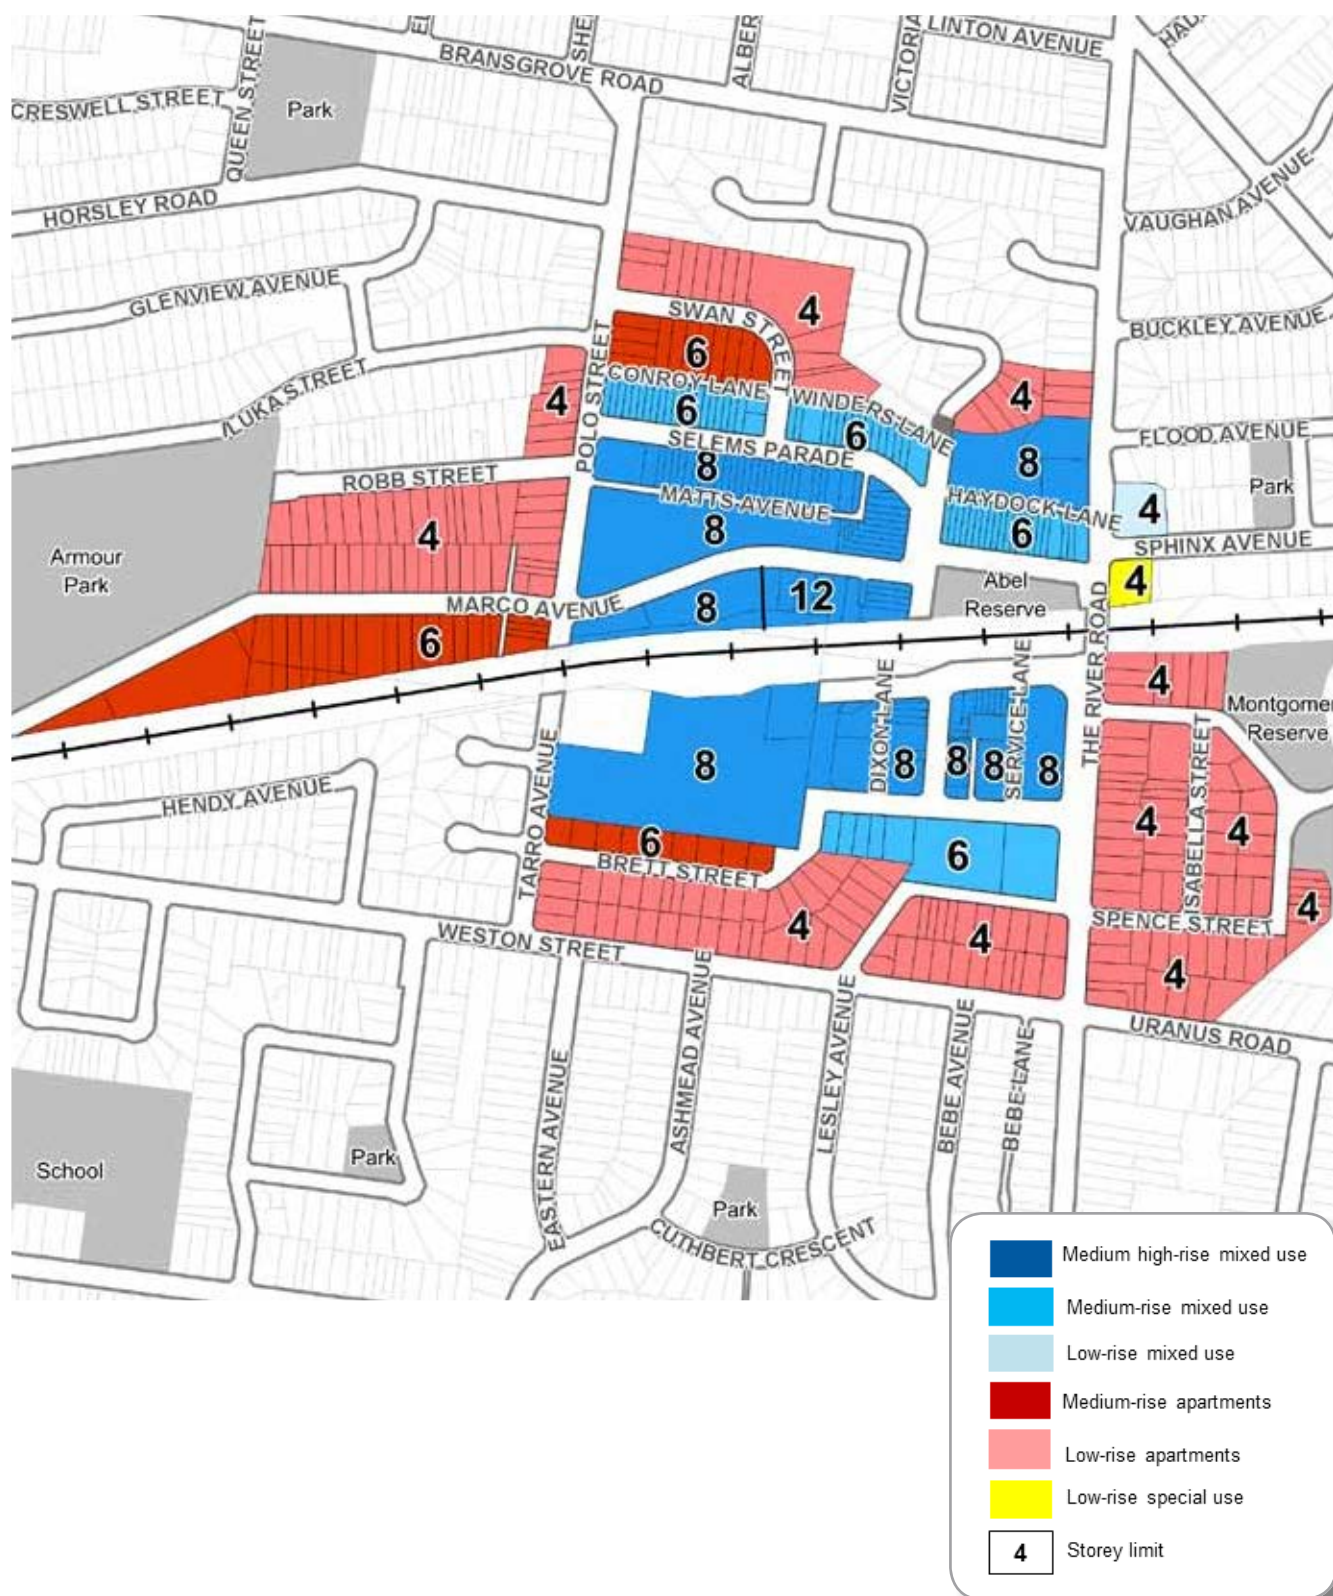 LINTON AVENUE
BRANSGROVE ROAD
CRESWELL STREET
QUEEN STREET
Park
VICTORIA
HORSLEY ROAD
VAUGHAN AVENUE
GLENVIEW AVENUE
SWAN STREET
4
BUCKLEY AVENUE
6
POLO STREET
CONROY LANE
ILUKA STREET
4
6
WINDERS LANE
4
6
FLOOD AVENUE
SELEMS PARADE
8
8
ROBB STREET
MATTS AVENUE
HAYDOCK LANE
Park
4
4
8
6
SPHINX AVENUE
Armour
Park
Abel
Reserve
4
MARCO AVENUE
8
12
6
THE RIVER ROAD
DIXON LANE
SERVICE LANE
4
Montgomer
Reserve
TARRO AVENUE
8
8
8
8
8
HENDY AVENUE
ISABELLA STREET
4
4
6
BRETT STREET
6
4
4
4
SPENCE STREET
WESTON STREET
4
URANUS ROAD
EASTERN AVENUE
ASHMEAD AVENUE
LESLEY AVENUE
BEBE AVENUE
BEBE LANE
School
Park
Park
CUTHBERT CRESCENT
Medium high-rise mixed use
Medium-rise mixed use
Low-rise mixed use
Medium-rise apartments
Low-rise apartments
Low-rise special use
4 Storey limit